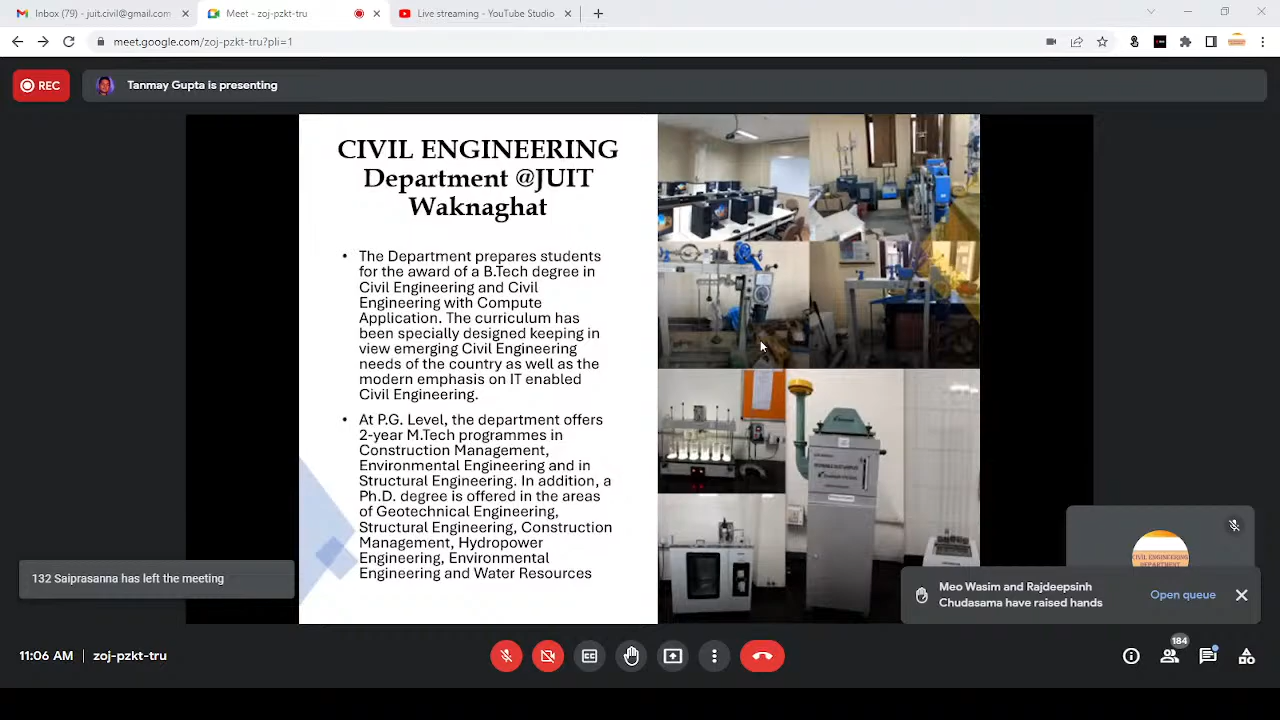 Inbox (79) - juit.civil@gmail.com
Meet - zoj-pzkt-tru
Live streaming - YouTube Studio
meet.google.com/zoj-pzkt-tru?pli=1
REC
Tanmay Gupta is presenting
CIVIL ENGINEERING
Department @JUIT
Waknaghat
• The Department prepares students
for the award of a B.Tech degree in
Civil Engineering and Civil
Engineering with Compute
Application. The curriculum has
been specially designed keeping in
view emerging Civil Engineering
needs of the country as well as the
modern emphasis on IT enabled
Civil Engineering.
• At P.G. Level, the department offers
2-year M.Tech programmes in
Construction Management,
Environmental Engineering and in
Structural Engineering. In addition, a
Ph.D. degree is offered in the areas
of Geotechnical Engineering,
Structural Engineering, Construction
Management, Hydropower
Engineering, Environmental
Engineering and Water Resources
132 Saiprasanna has left the meeting
CIVIL ENGINEERING
DEPARTMENT
Meo Wasim and Rajdeepsinh
Chudasama have raised hands
Open queue
11:06 AM
zoj-pzkt-tru
184